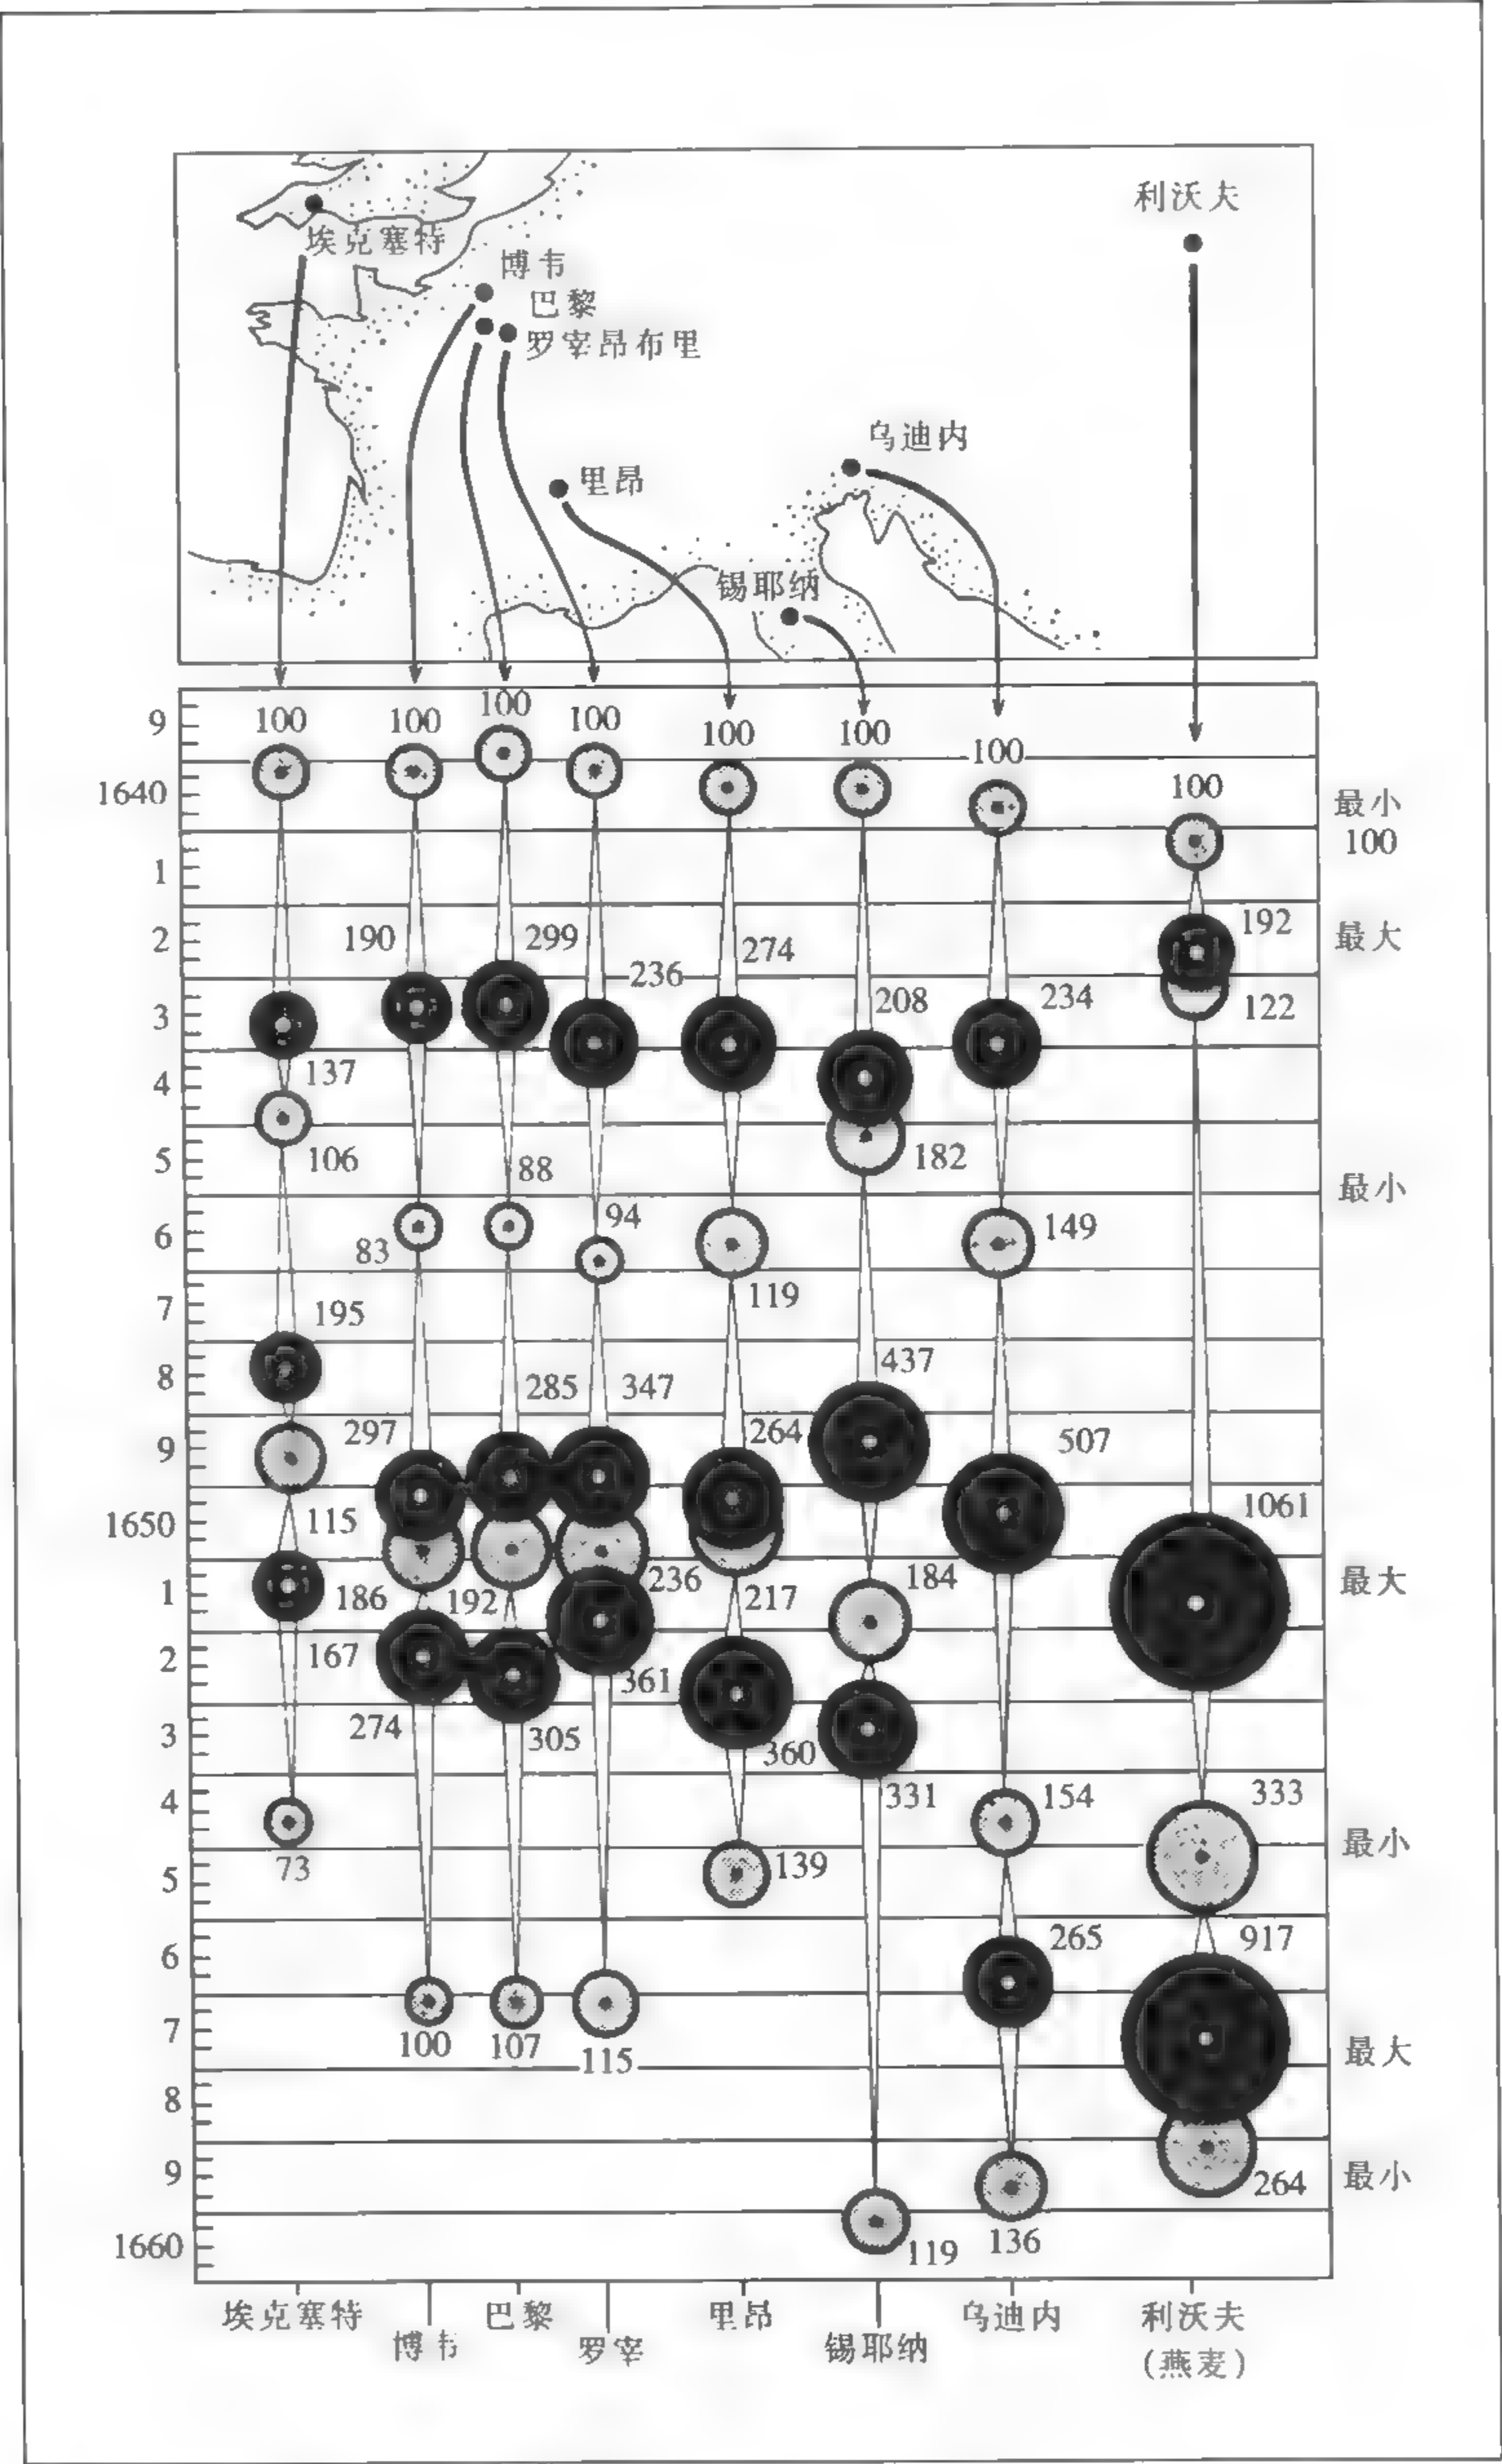 利沃夫
埃克塞特
博韦
巴黎
罗宰昂布里
乌迪内
里昂
锡耶纳
9 100 100 100 100 100 100 100
1640 100 最小
100
1
2 190 299 274 192 最大
236
3 208 234 122
137
4
5 106 88 182 最小
6 83 94 149
7 195 119
8 285 347 437
9 297 264 507
1650 115 1061
1 186 192 236 217 184 最大
2 167 361
3 274 305 360
4 331 154 333
5 73 139 最小
6 265 917
7 100 107 115 最大
8
9 264 最小
1660 119 136
埃克塞特 巴黎 里昂 乌迪内 利沃夫
博韦 罗宰 锡耶纳 (燕麦)